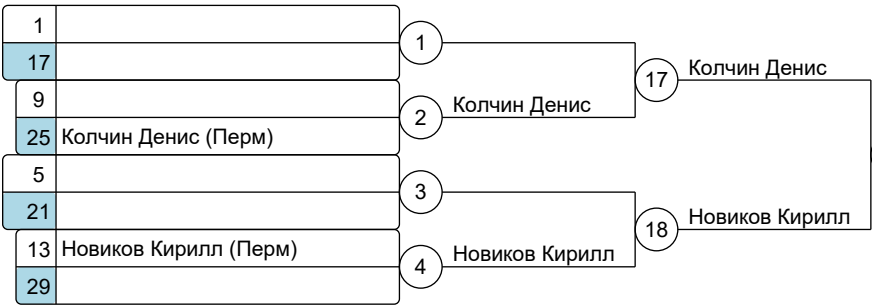 1
17
1
9
25 Колчин Денис (Перм)
2
Колчин Денис
17
Колчин Денис
5
21
3
13 Новиков Кирилл (Перм)
29
4
Новиков Кирилл
18
Новиков Кирилл